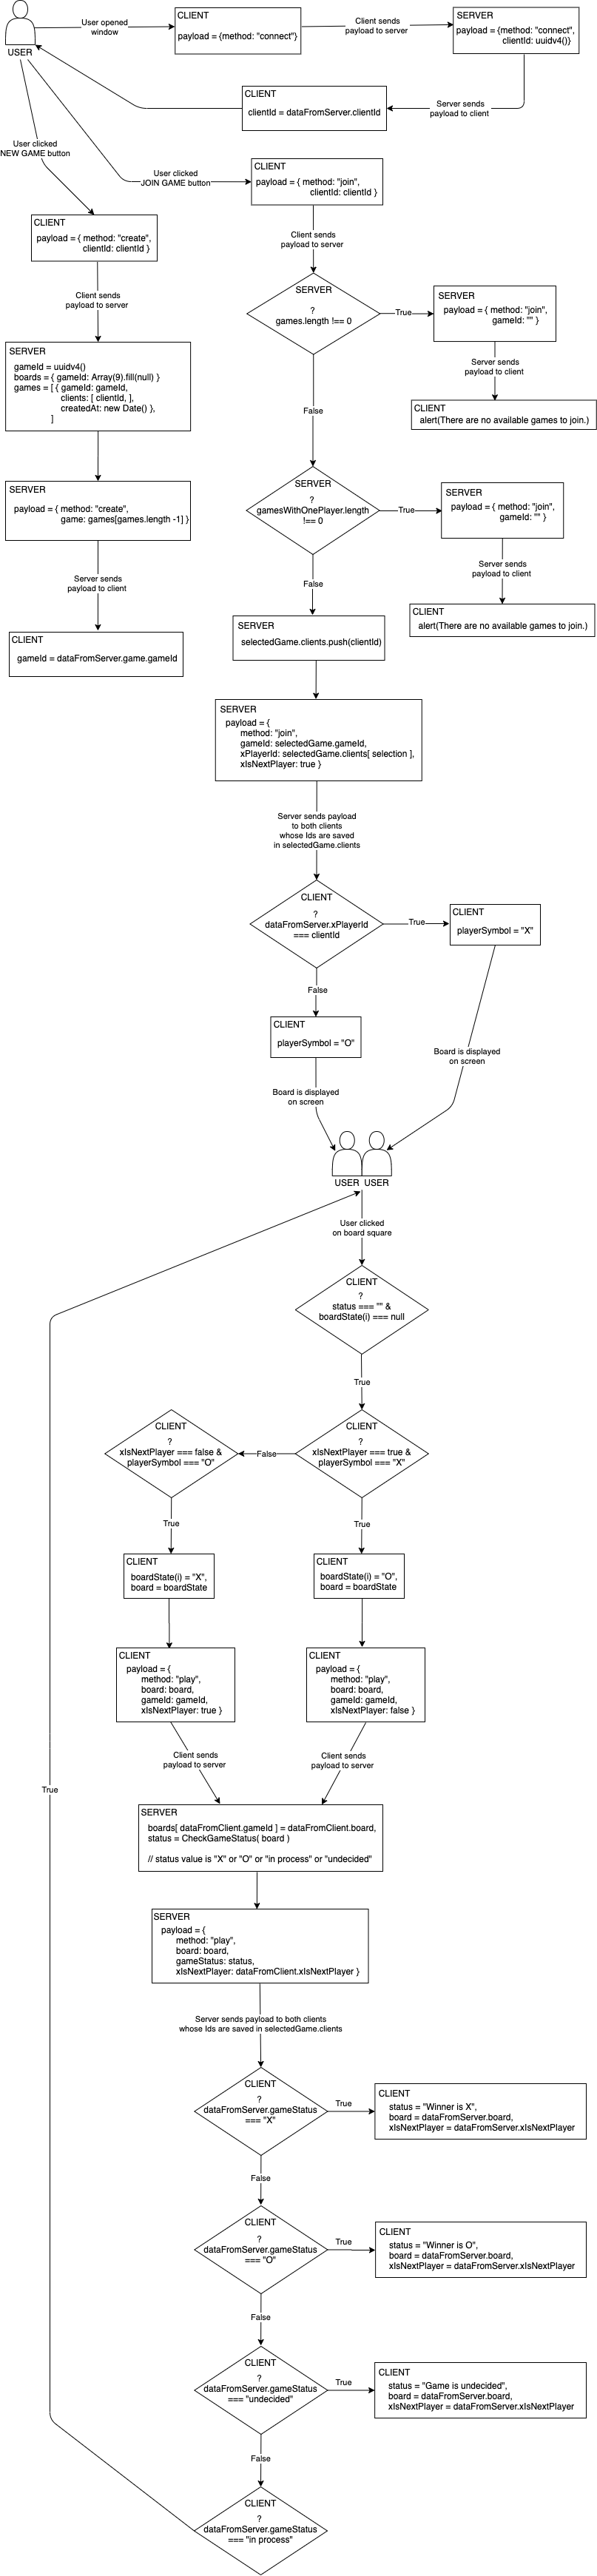 User opened
window
CLIENT
payload = {method: "connect"}
Client sends
payload to server
SERVER
payload = {method: "connect",
clientId: uuidv4()}
USER
CLIENT
clientId = dataFromServer.clientId
Server sends
payload to client
User clicked
NEW GAME button
User clicked
JOIN GAME button
CLIENT
payload = { method: "join",
clientId: clientId }
CLIENT
payload = { method: "create",
clientId: clientId }
Client sends
payload to server
Client sends
payload to server
SERVER
?
games.length !== 0
True
SERVER
payload = { method: "join",
gameId: "" }
Server sends
payload to client
CLIENT
alert(There are no available games to join.)
SERVER
gameId = uuidv4()
boards = { gameId: Array(9).fill(null) }
games = [ { gameId: gameId,
clients: [ clientId, ],
createdAt: new Date() },
]
False
SERVER
?
gamesWithOnePlayer.length
!== 0
True
SERVER
payload = { method: "join",
gameId: "" }
Server sends
payload to client
CLIENT
alert(There are no available games to join.)
SERVER
payload = { method: "create",
game: games[games.length -1] }
Server sends
payload to client
CLIENT
gameId = dataFromServer.game.gameId
False
SERVER
selectedGame.clients.push(clientId)
SERVER
payload = {
method: "join",
gameId: selectedGame.gameId,
xPlayerId: selectedGame.clients[ selection ],
xIsNextPlayer: true }
Server sends payload
to both clients
whose Ids are saved
in selectedGame.clients
CLIENT
?
dataFromServer.xPlayerId
=== clientId
True
CLIENT
playerSymbol = "X"
False
CLIENT
playerSymbol = "O"
Board is displayed
on screen
Board is displayed
on screen
USER USER
User clicked
on board square
CLIENT
?
status === "" &
boardState(i) === null
True
CLIENT
?
xIsNextPlayer === false &
playerSymbol === "O"
False
CLIENT
?
xIsNextPlayer === true &
playerSymbol === "X"
True
True
CLIENT
boardState(i) = "X",
board = boardState
CLIENT
boardState(i) = "O",
board = boardState
CLIENT
payload = {
method: "play",
board: board,
gameId: gameId,
xIsNextPlayer: true }
CLIENT
payload = {
method: "play",
board: board,
gameId: gameId,
xIsNextPlayer: false }
Client sends
payload to server
Client sends
payload to server
True
SERVER
boards[ dataFromClient.gameId ] = dataFromClient.board,
status = CheckGameStatus( board )
// status value is "X" or "O" or "in process" or "undecided"
SERVER
payload = {
method: "play",
board: board,
gameStatus: status,
xIsNextPlayer: dataFromClient.xIsNextPlayer }
Server sends payload to both clients
whose Ids are saved in selectedGame.clients
CLIENT
?
dataFromServer.gameStatus
=== "X"
True
CLIENT
status = "Winner is X",
board = dataFromServer.board,
xIsNextPlayer = dataFromServer.xIsNextPlayer
False
CLIENT
?
dataFromServer.gameStatus
=== "O"
True
CLIENT
status = "Winner is O",
board = dataFromServer.board,
xIsNextPlayer = dataFromServer.xIsNextPlayer
False
CLIENT
?
dataFromServer.gameStatus
=== "undecided"
True
CLIENT
status = "Game is undecided",
board = dataFromServer.board,
xIsNextPlayer = dataFromServer.xIsNextPlayer
False
CLIENT
?
dataFromServer.gameStatus
=== "in process"